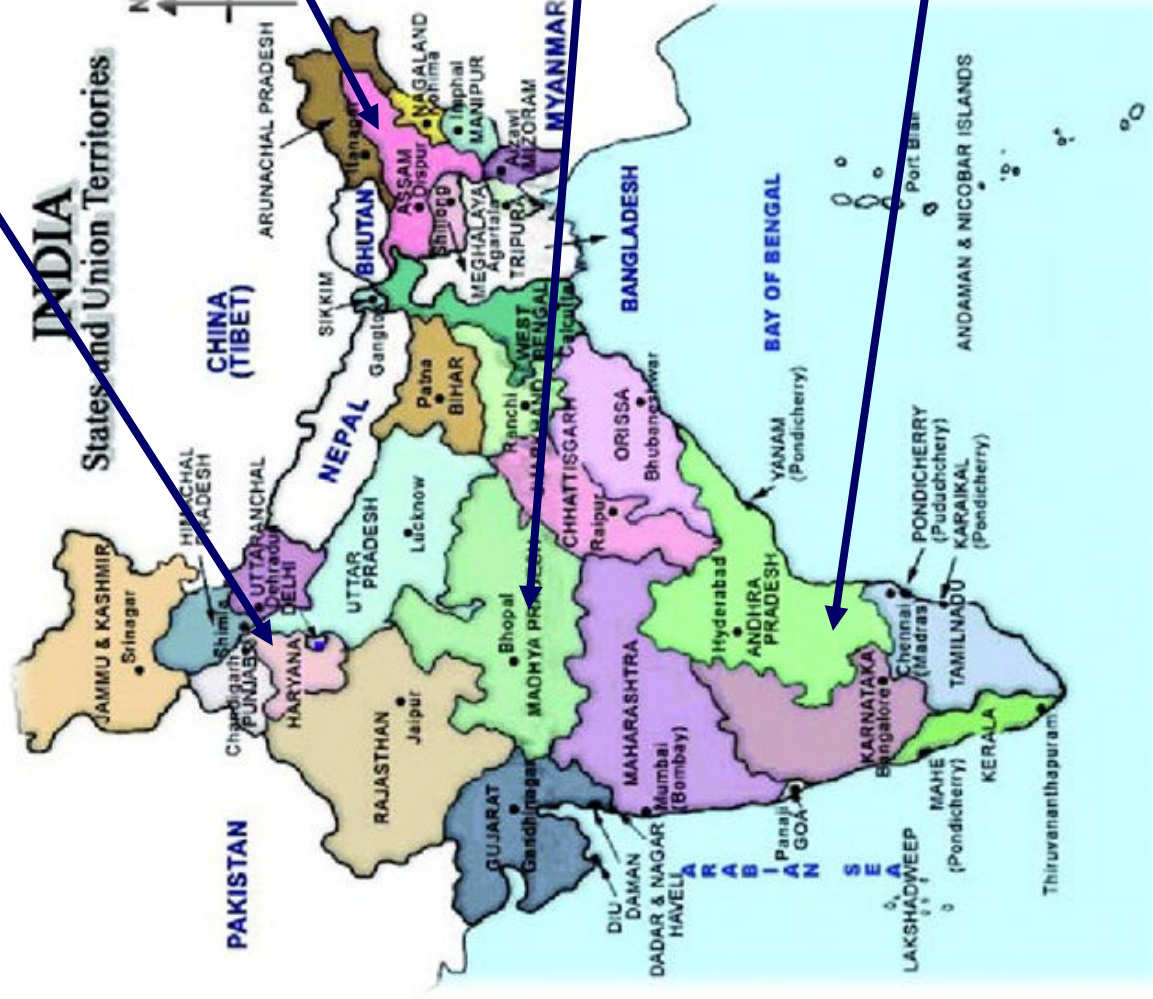 INDIA
States and Union Territories
N
CHINA
(TIBET)
PAKISTAN
NEPAL
BHUTAN
BANGLADESH
MYANMAR
BAY OF BENGAL
ARABIAN SEA
JAMMU & KASHMIR
Srinagar
HIMACHAL
PRADESH
Shimla
Chandigarh
PUNJAB
UTTARANCHAL
Dehradun
DELHI
HARYANA
RAJASTHAN
Jaipur
UTTAR
PRADESH
Lucknow
SIKKIM
Gangtok
ARUNACHAL PRADESH
Itanagar
ASSAM
Dispur
NAGALAND
Kohima
Imphal
MANIPUR
Shillong
MEGHALAYA
Agartala
TRIPURA
Aizawl
MIZORAM
Patna
BIHAR
Ranchi
WEST
BENGAL
Calcutta
GUJARAT
Gandhinagar
Bhopal
MADHYA PRADESH
CHHATTISGARH
Raipur
ORISSA
Bhubaneshwar
DIU
DAMAN
DADAR & NAGAR
HAVELI
MAHARASHTRA
Mumbai
(Bombay)
Hyderabad
ANDHRA
PRADESH
YANAM
(Pondicherry)
Panaji
GOA
KARNATAKA
Bangalore
Chennai
(Madras)
TAMILNADU
PONDICHERRY
(Puduchery)
KARAIKAL
(Pondicherry)
MAHE
(Pondicherry)
KERALA
Thiruvananthapuram
LAKSHADWEEP
Port Blair
ANDAMAN & NICOBAR ISLANDS